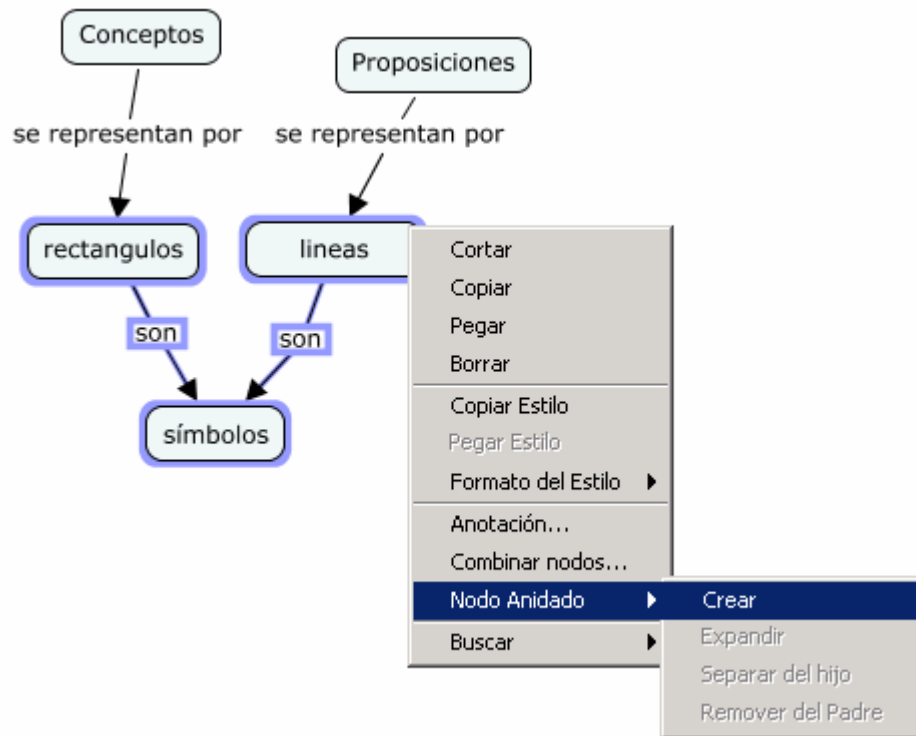 Conceptos
Proposiciones
se representan por
se representan por
rectangulos
lineas
son
son
símbolos
Cortar
Copiar
Pegar
Borrar
Copiar Estilo
Pegar Estilo
Formato del Estilo
Anotación...
Combinar nodos...
Nodo Anidado
Crear
Expandir
Separar del hijo
Remover del Padre
Buscar